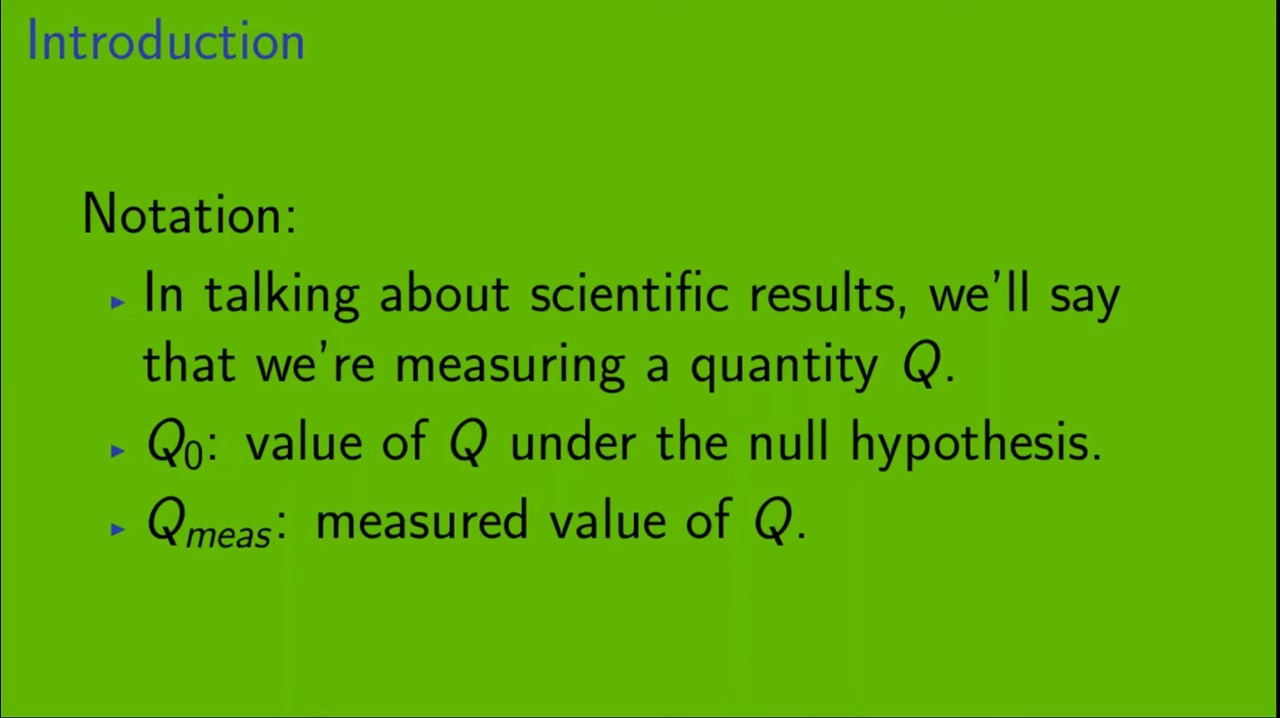 Introduction
Notation:
▸ In talking about scientific results, we'll say
that we're measuring a quantity Q.
▸ Q₀: value of Q under the null hypothesis.
▸ Qₘₑₐₛ: measured value of Q.